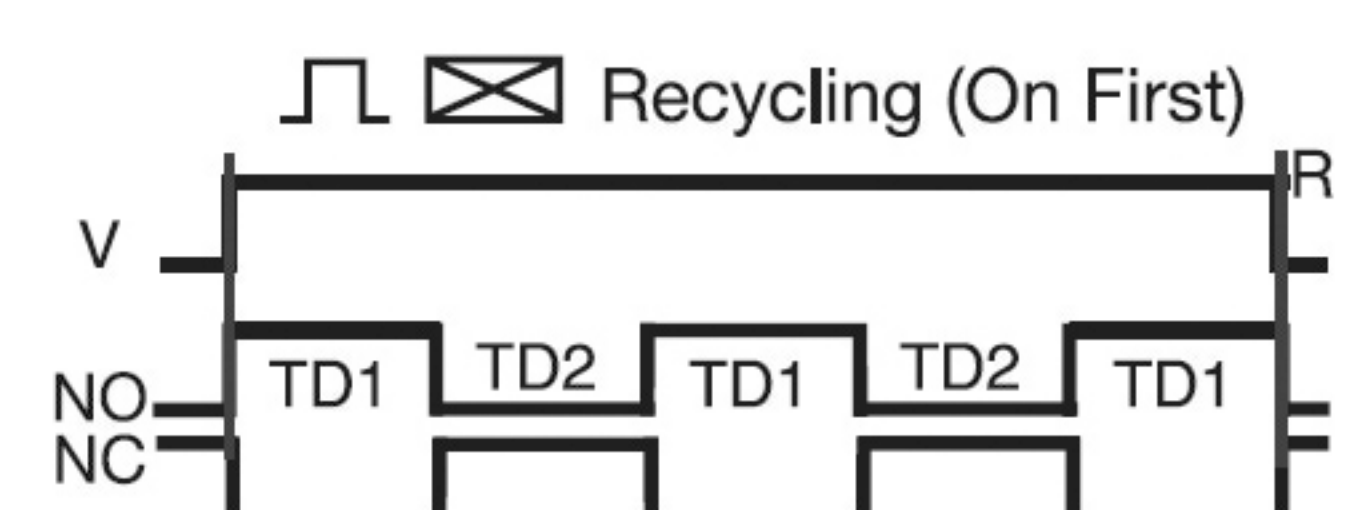 Recycling (On First)
R
V
TD1 TD2 TD1 TD2 TD1
NO
NC